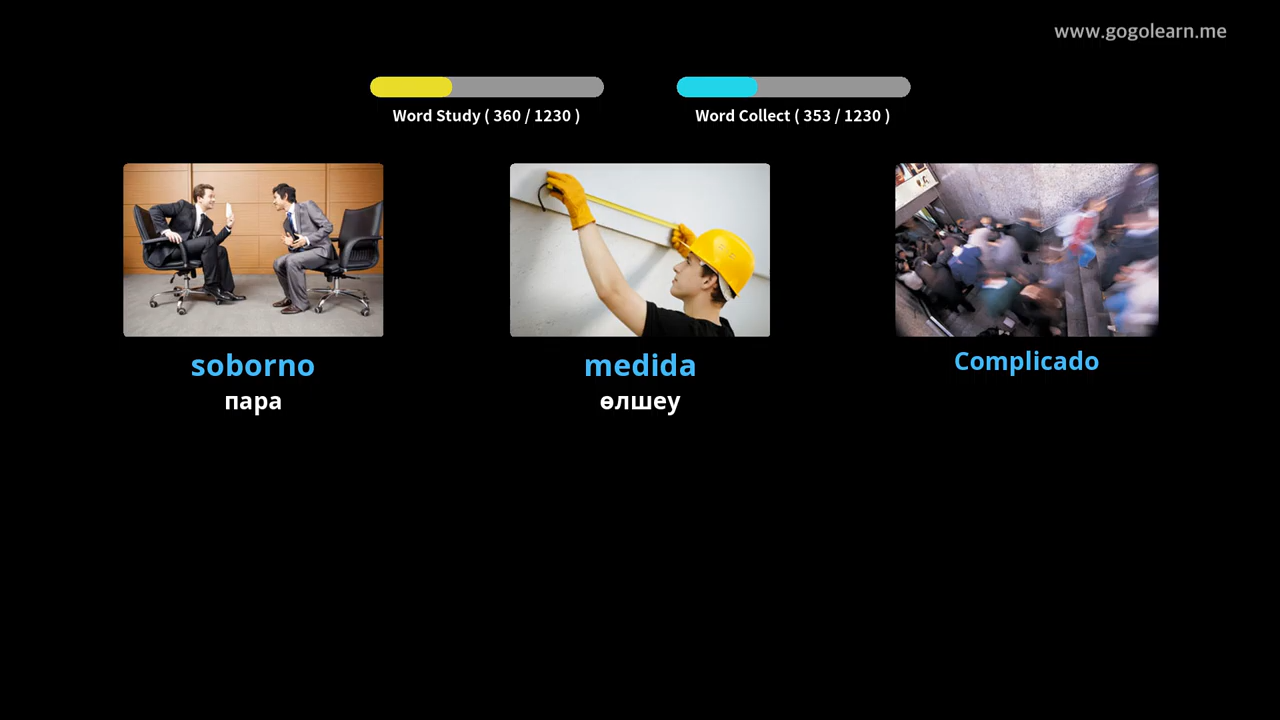 www.gogolearn.me
Word Study ( 360 / 1230 )
Word Collect ( 353 / 1230 )
soborno
пара
medida
өлшеу
Complicado